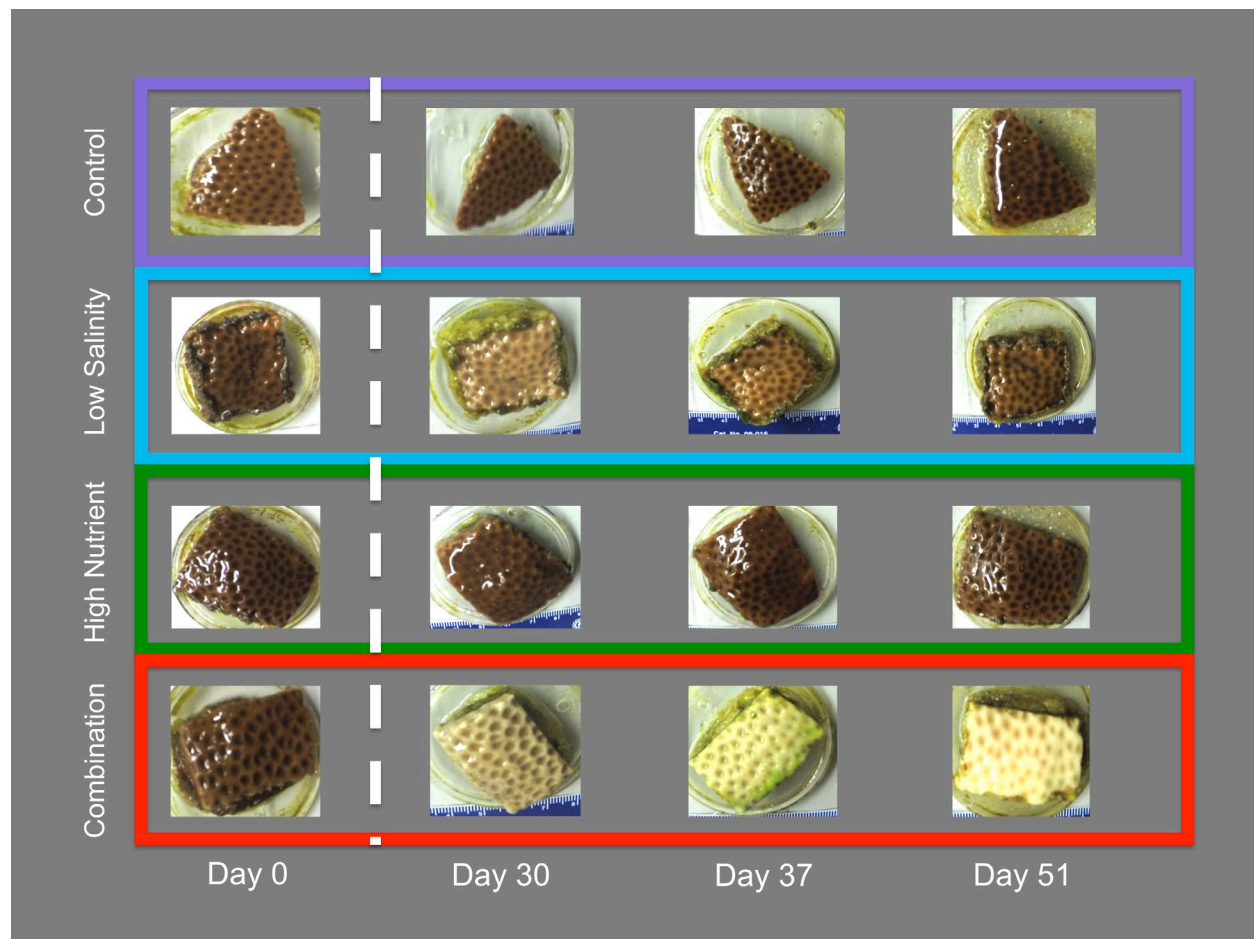 Control
Low Salinity
High Nutrient
Combination
Day 0
Day 30
Day 37
Day 51